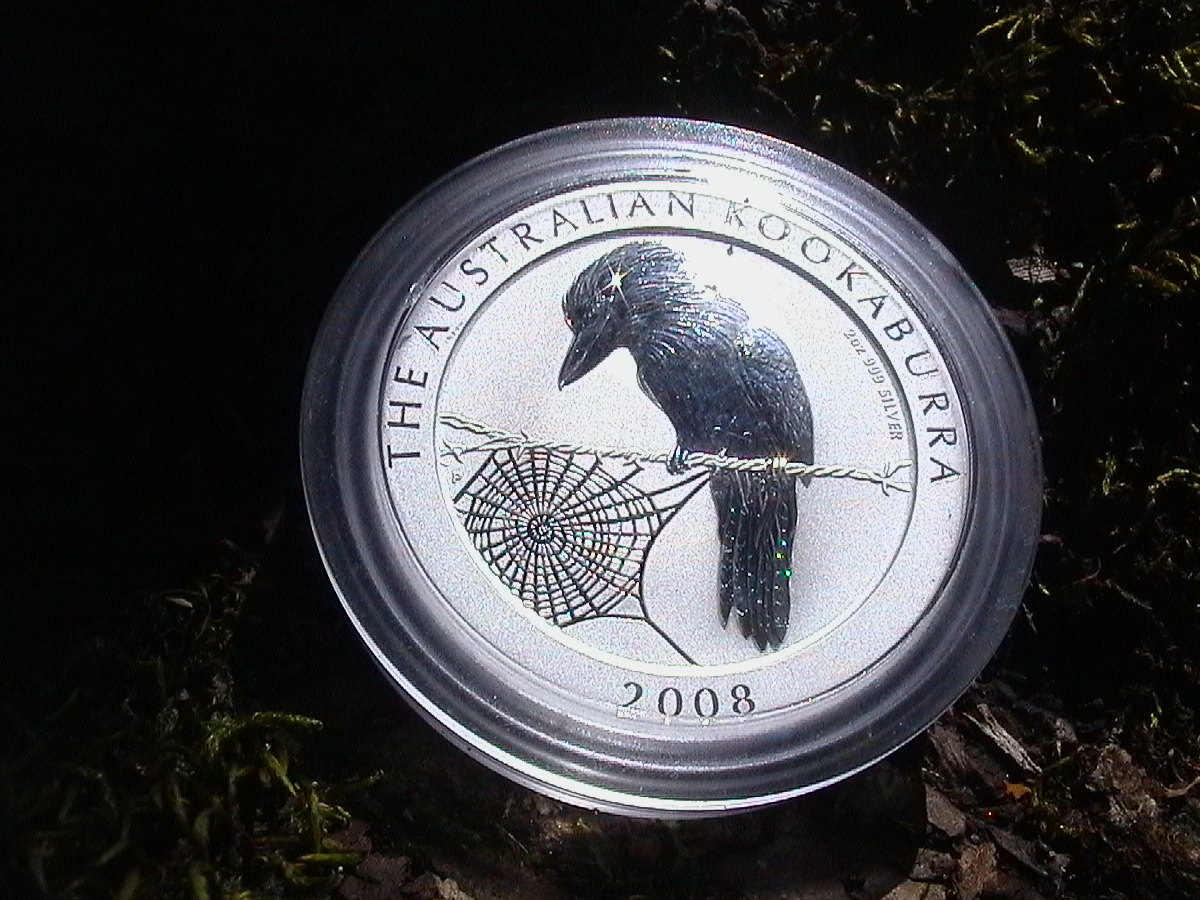 THE AUSTRALIAN KOOKABURRA
2oz 999 SILVER
2008